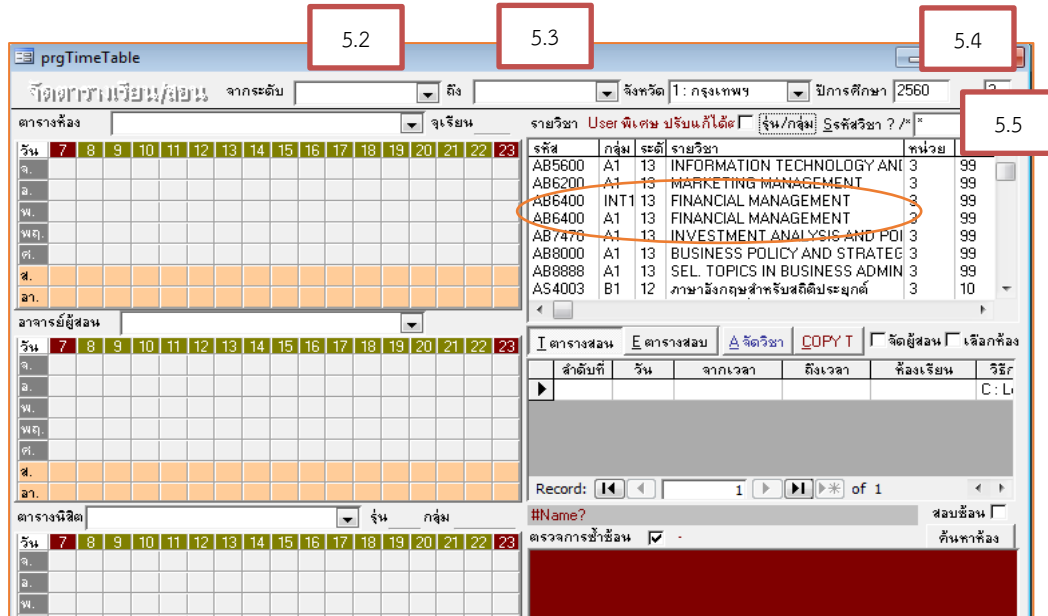 5.2 5.3 5.4
prgTimeTable
จัดตารางเรียน/สอน จากระดับ ถึง จังหวัด 1 : กรุงเทพฯ ปีการศึกษา 2560
5.5
ตารางห้อง จุเรียน รายวิชา User พิเศษ ปรับแก้ได้ รุ่น/กลุ่ม Sรหัสวิชา ? /* *
วัน 7 8 9 10 11 12 13 14 15 16 17 18 19 20 21 22 23
จ.
อ.
พ.
พฤ.
ศ.
ส.
อา.
รหัส กลุ่ม ระดั รายวิชา หน่วย
AB5600 A1 13 INFORMATION TECHNOLOGY AND 3 99
AB6200 A1 13 MARKETING MANAGEMENT 3 99
AB6400 INT1 13 FINANCIAL MANAGEMENT 3 99
AB6400 A1 13 FINANCIAL MANAGEMENT 3 99
AB7470 A1 13 INVESTMENT ANALYSIS AND POI 3 99
AB8000 A1 13 BUSINESS POLICY AND STRATEG 3 99
AB8888 A1 13 SEL. TOPICS IN BUSINESS ADMIN 3 99
AS4003 B1 12 ภาษาอังกฤษสำหรับสถิติประยุกต์ 3 10
อาจารย์ผู้สอน
วัน 7 8 9 10 11 12 13 14 15 16 17 18 19 20 21 22 23
จ.
อ.
พ.
พฤ.
ศ.
ส.
อา.
T ตารางสอน E ตารางสอบ A จัดวิชา COPY T จัดผู้สอน เลือกห้อง
ลำดับที่ วัน จากเวลา ถึงเวลา ห้องเรียน
Record: 1 of 1
ตารางนิสิต รุ่น กลุ่ม
#Name? สอบซ้อน
วัน 7 8 9 10 11 12 13 14 15 16 17 18 19 20 21 22 23
จ.
อ.
พ.
ตรวจการซ้ำซ้อน - ค้นหาห้อง